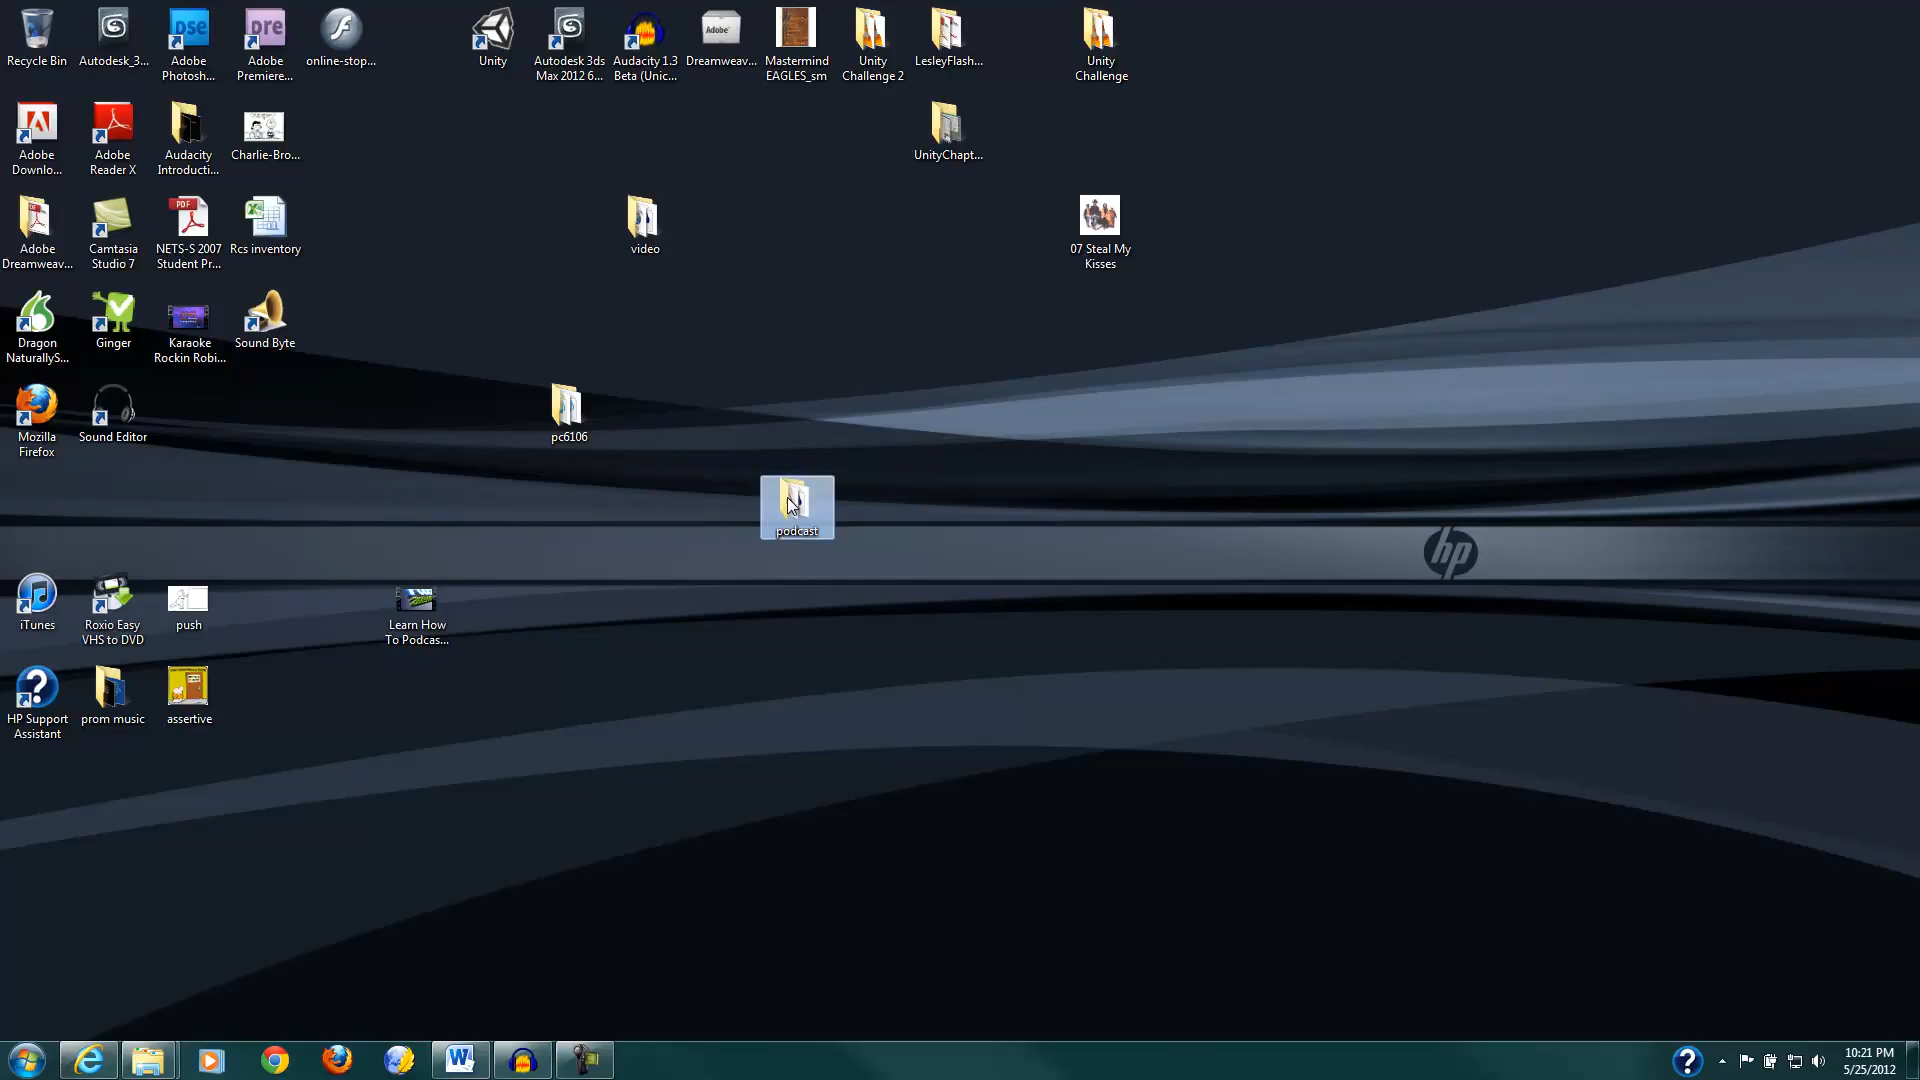 Recycle Bin
Autodesk_3...
Adobe
Photosh...
Adobe
Premiere...
online-stop...
Unity
Autodesk 3ds
Max 2012 6...
Audacity 1.3
Beta (Unic...
Dreamweav...
Adobe
Mastermind
EAGLES_sm
Unity
Challenge 2
LesleyFlash...
Unity
Challenge
Adobe
Downlo...
Adobe
Reader X
Audacity
Introducti...
Charlie-Bro...
UnityChapt...
Adobe
Dreamweav...
Camtasia
Studio 7
PDF
NETS-S 2007
Student Pr...
Rcs inventory
video
07 Steal My
Kisses
Dragon
NaturallyS...
Ginger
Karaoke
Rockin Robi...
Sound Byte
Mozilla
Firefox
Sound Editor
pc6106
podcast
hp
iTunes
Roxio Easy
VHS to DVD
push
Learn How
To Podcas...
HP Support
Assistant
prom music
assertive
10:21 PM
5/25/2012